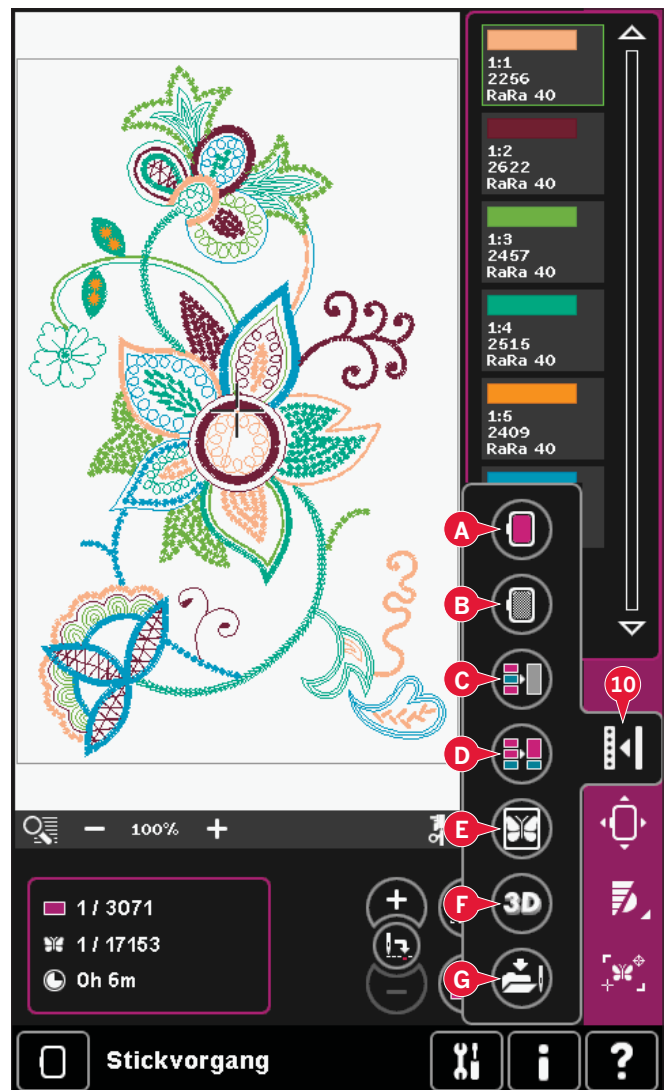 1:1
2256
RaRa 40
1:2
2622
RaRa 40
1:3
2457
RaRa 40
1:4
2515
RaRa 40
1:5
2409
RaRa 40
A
B
C
10
D
E
100%
F
3D
G
1 / 3071
1 / 17153
0h 6m
Stickvorgang
i
?